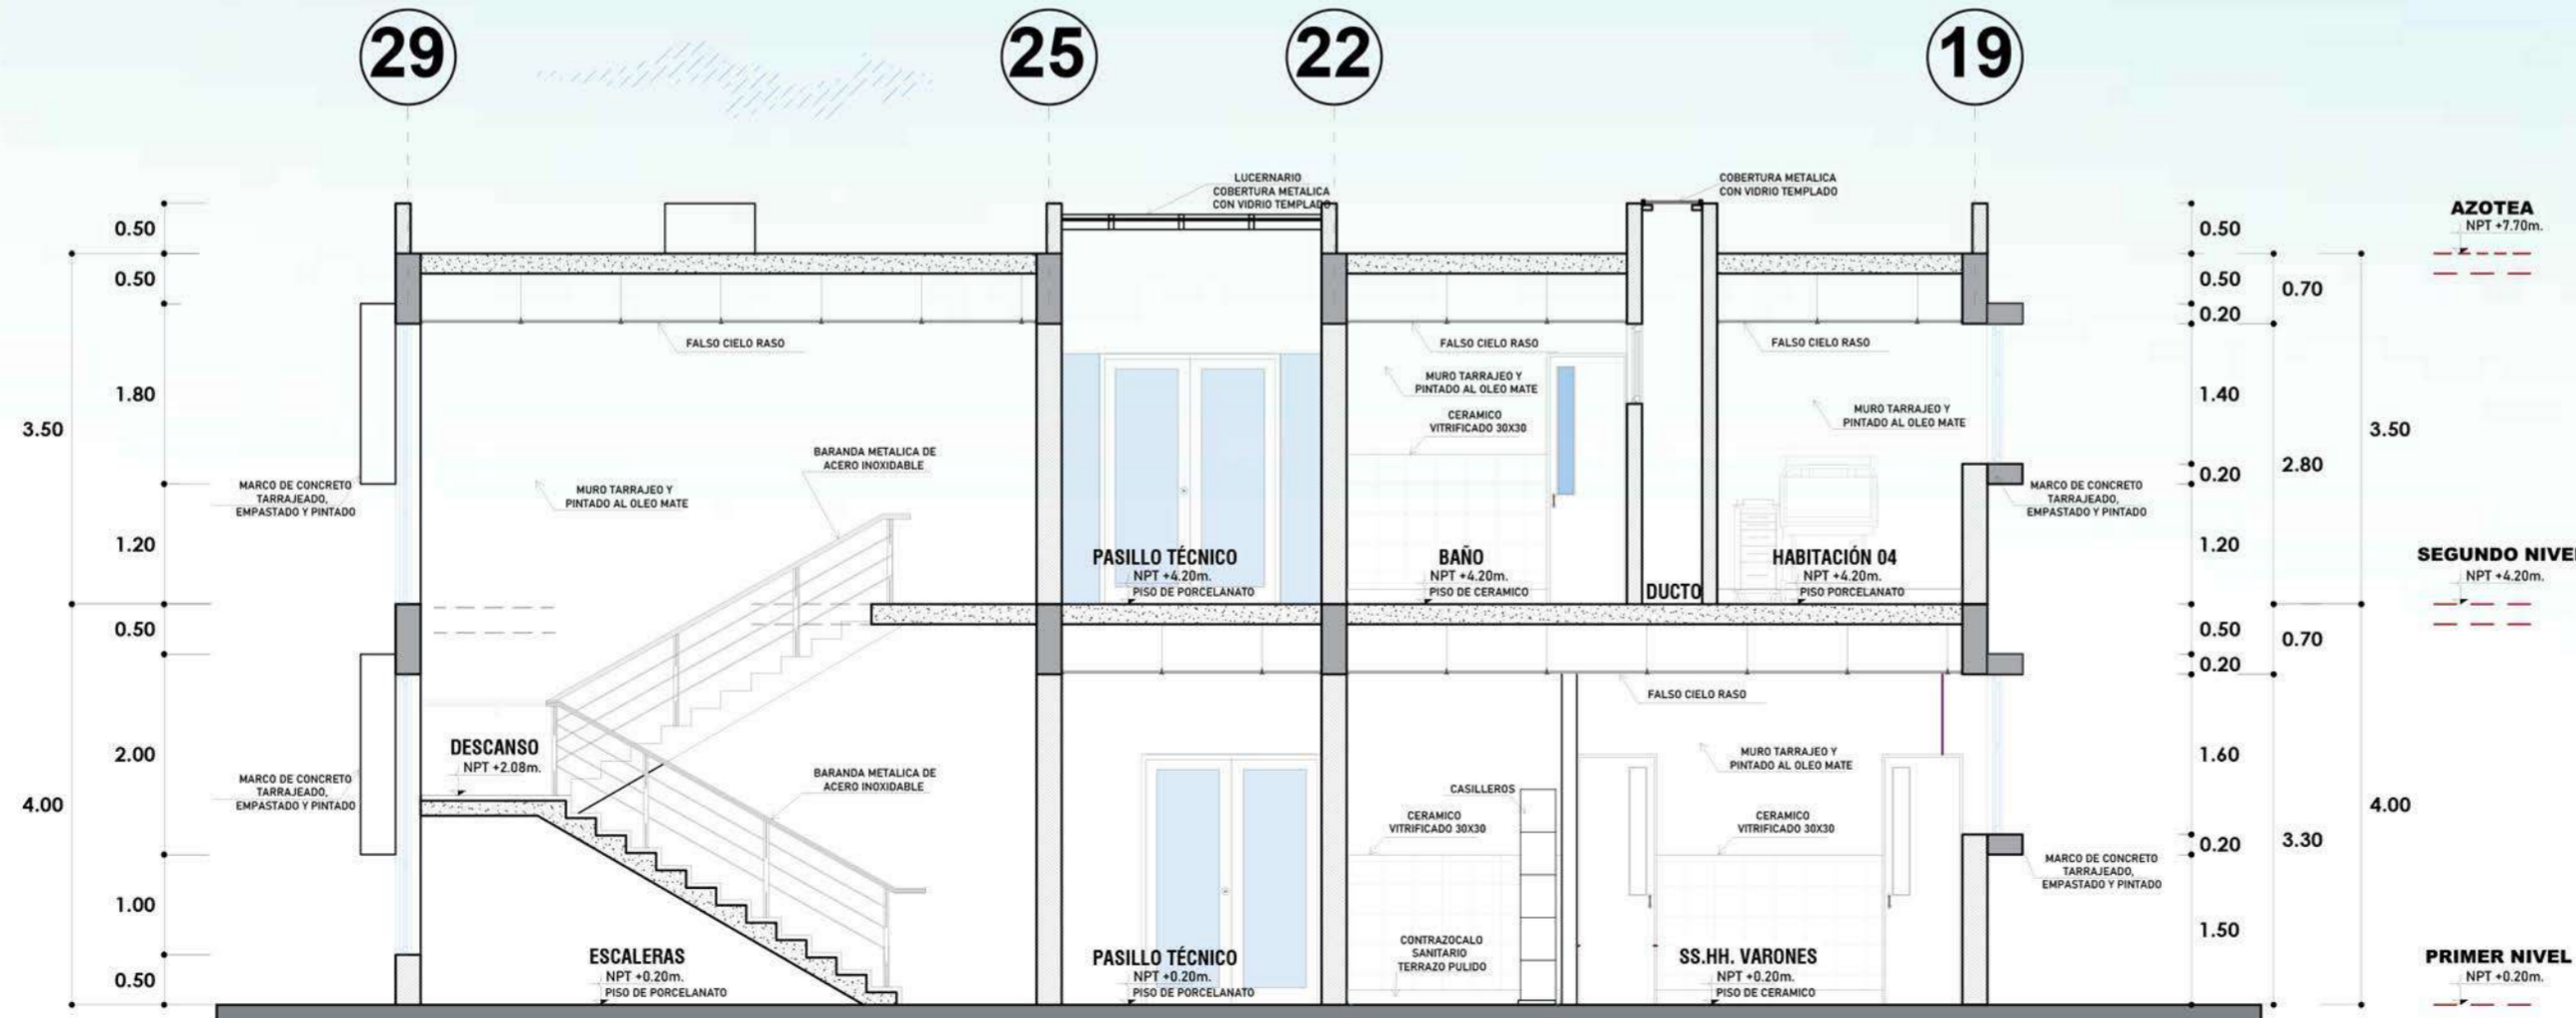 29
25
22
19
LUCERNARIO
COBERTURA METALICA
CON VIDRIO TEMPLADO
COBERTURA METALICA
CON VIDRIO TEMPLADO
0.50
0.50
1.80
3.50
1.20
0.50
2.00
4.00
1.00
0.50
MARCO DE CONCRETO
TARRAJEADO,
EMPASTADO Y PINTADO
MARCO DE CONCRETO
TARRAJEADO,
EMPASTADO Y PINTADO
FALSO CIELO RASO
MURO TARRAJEO Y
PINTADO AL OLEO MATE
BARANDA METALICA DE
ACERO INOXIDABLE
DESCANSO
NPT +2.08m.
BARANDA METALICA DE
ACERO INOXIDABLE
ESCALERAS
NPT +0.20m.
PISO DE PORCELANATO
PASILLO TÉCNICO
NPT +4.20m.
PISO DE PORCELANATO
PASILLO TÉCNICO
NPT +0.20m.
PISO DE PORCELANATO
FALSO CIELO RASO
MURO TARRAJEO Y
PINTADO AL OLEO MATE
CERAMICO
VITRIFICADO 30X30
BAÑO
NPT +4.20m.
PISO DE CERAMICO
DUCTO
FALSO CIELO RASO
MURO TARRAJEO Y
PINTADO AL OLEO MATE
HABITACIÓN 04
NPT +4.20m.
PISO PORCELANATO
FALSO CIELO RASO
MURO TARRAJEO Y
PINTADO AL OLEO MATE
CASILLEROS
CERAMICO
VITRIFICADO 30X30
CERAMICO
VITRIFICADO 30X30
CONTRAZOCALO
SANITARIO
TERRAZO PULIDO
SS.HH. VARONES
NPT +0.20m.
PISO DE CERAMICO
MARCO DE CONCRETO
TARRAJEADO,
EMPASTADO Y PINTADO
MARCO DE CONCRETO
TARRAJEADO,
EMPASTADO Y PINTADO
0.50
0.50
0.20
0.70
1.40
3.50
0.20
2.80
1.20
0.50
0.20
0.70
1.60
4.00
0.20
3.30
1.50
AZOTEA
NPT +7.70m.
SEGUNDO NIVEL
NPT +4.20m.
PRIMER NIVEL
NPT +0.20m.